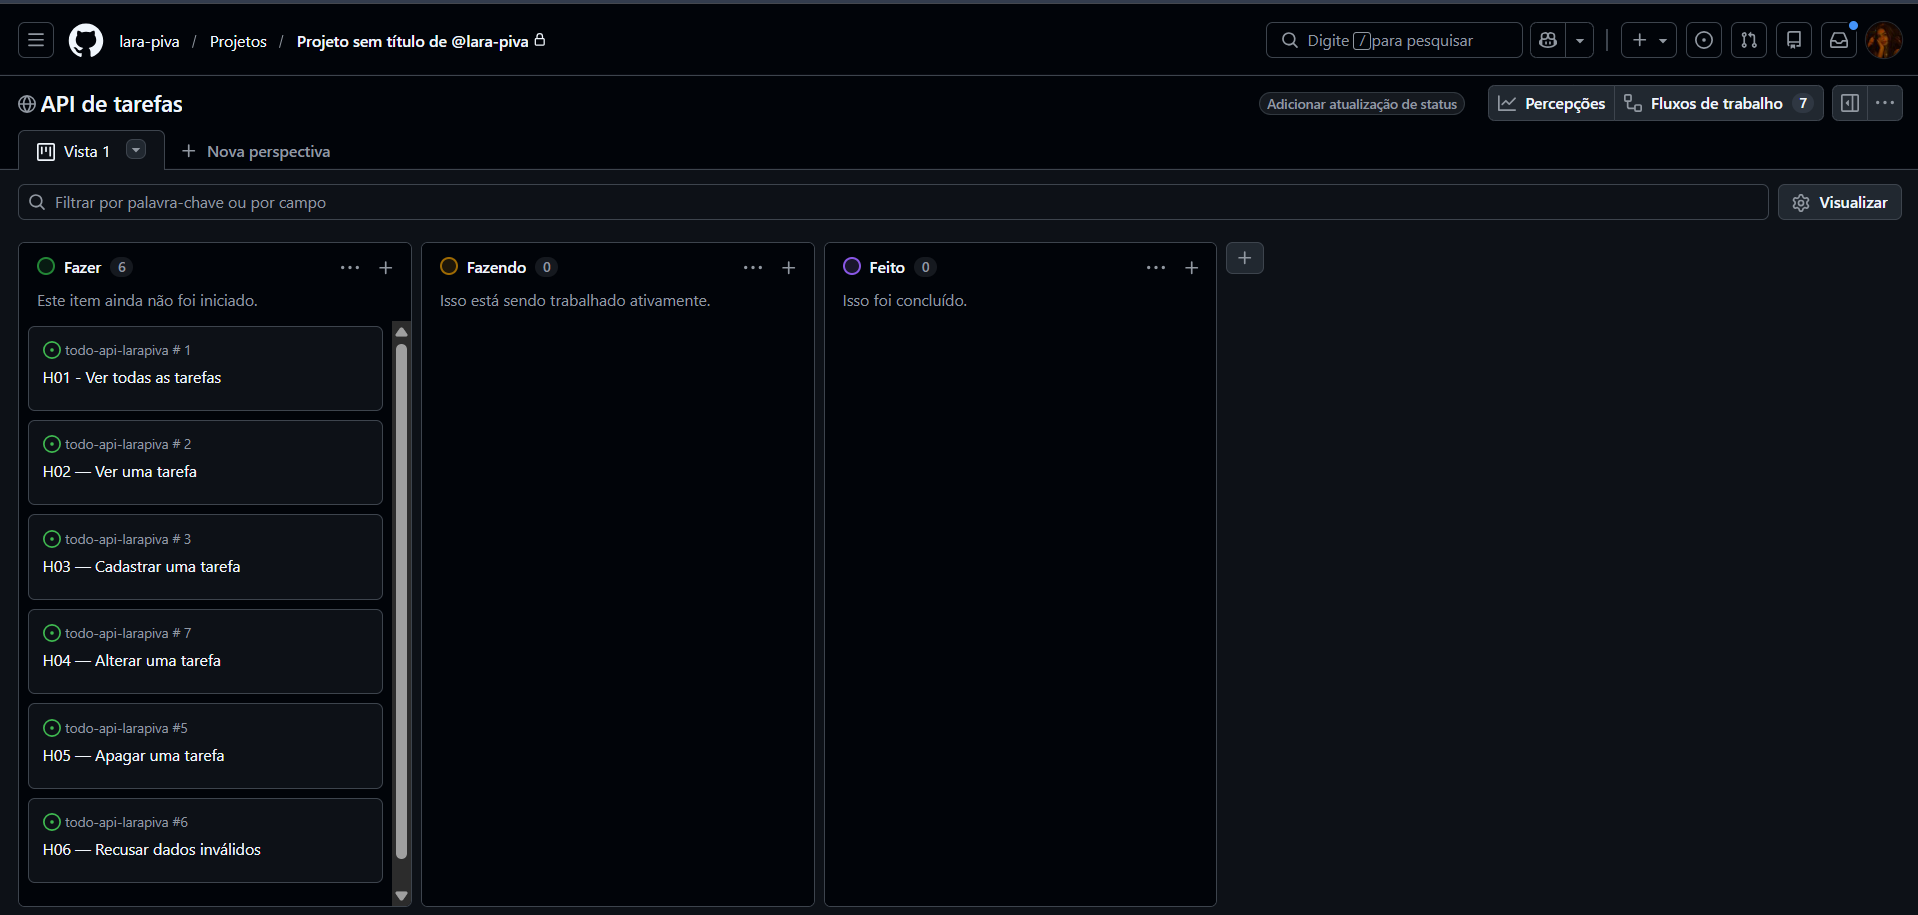 lara-piva / Projetos / Projeto sem título de @lara-piva
Digite / para pesquisar
API de tarefas
Adicionar atualização de status
Percepções
Fluxos de trabalho 7
Vista 1
Nova perspectiva
Filtrar por palavra-chave ou por campo
Visualizar
Fazer 6
Este item ainda não foi iniciado.
todo-api-larapiva # 1
H01 - Ver todas as tarefas
todo-api-larapiva # 2
H02 — Ver uma tarefa
todo-api-larapiva # 3
H03 — Cadastrar uma tarefa
todo-api-larapiva # 7
H04 — Alterar uma tarefa
todo-api-larapiva #5
H05 — Apagar uma tarefa
todo-api-larapiva #6
H06 — Recusar dados inválidos
Fazendo 0
Isso está sendo trabalhado ativamente.
Feito 0
Isso foi concluído.